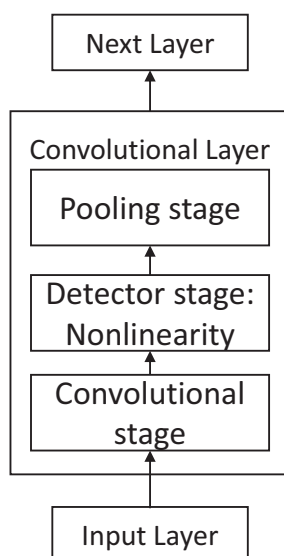 Next Layer
Convolutional Layer
Pooling stage
Detector stage:
Nonlinearity
Convolutional
stage
Input Layer